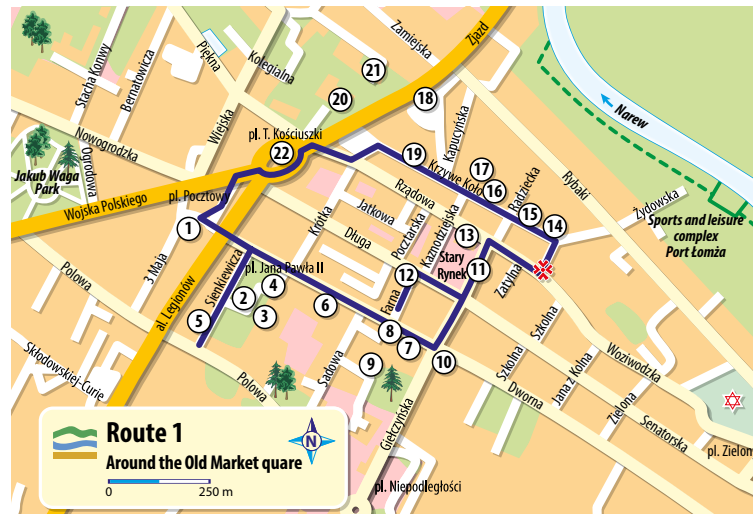 Zamiejska
Zjazd
Piękna
Kolegialna
Stacha Konwy
Bernatowicza
Wiejska
21
20
18
Narew
Nowogrodzka
pl. T. Kościuszki
22
19
Krzywe Koło
Kapucyńska
17
16
Radziecka
Rybaki
Ogrodowa
Jakub Waga
Park
Wojska Polskiego
pl. Pocztowy
Rządowa
Jatkowa
Krótka
Długa
Pocztarska
Kaznodziejska
13
15
14
Żydowska
Sports and leisure
complex
Port Łomża
1
3 Maja
Stary
Rynek
11
12
Zatylna
Polowa
Sienkiewicza
pl. Jana Pawła II
4
2
3
5
6
Farna
8
7
10
9
Szkolna
Szkolna
Woziwodzka
al. Legionów
Polowa
Sadowa
Giełczyńska
Dworna
Jana z Kolna
Zielona
Senatorska
Skłodowskiej-Curie
pl. Zielon
pl. Niepodległości
Route 1
N
Around the Old Market quare
0 250 m